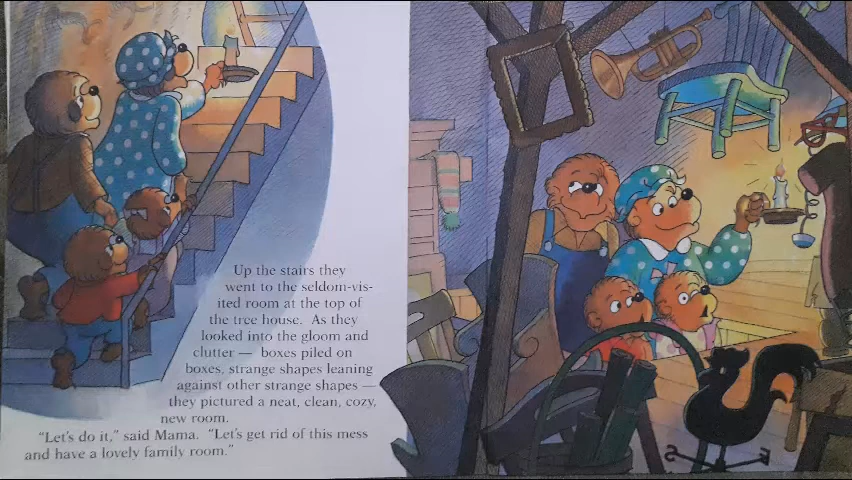 Up the stairs they
went to the seldom-vis-
ited room at the top of
the tree house. As they
looked into the gloom and
clutter — boxes piled on
boxes, strange shapes leaning
against other strange shapes —
they pictured a neat, clean, cozy,
new room.
"Let's do it," said Mama. "Let's get rid of this mess
and have a lovely family room."